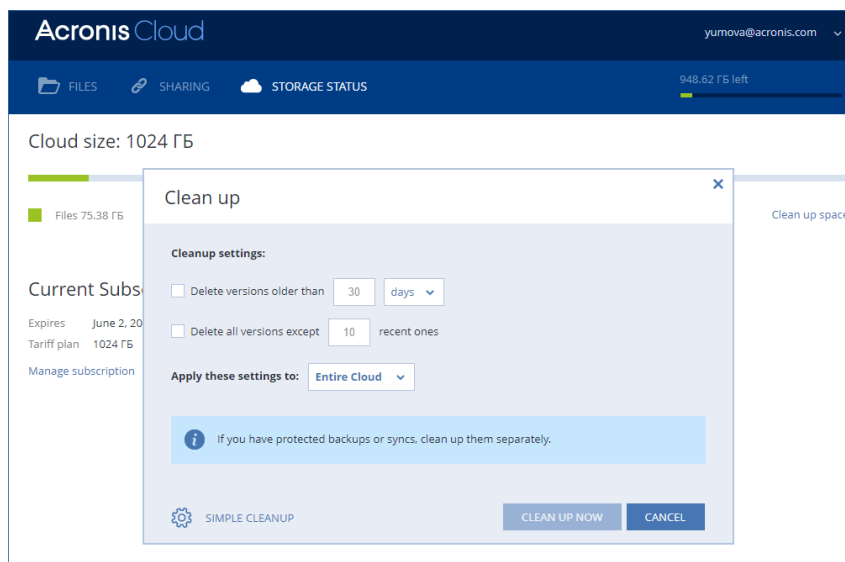 Acronis Cloud
yumova@acronis.com
FILES
SHARING
STORAGE STATUS
948.62 ГБ left
Cloud size: 1024 ГБ
Clean up
Files 75.38 ГБ
Clean up space
Cleanup settings:
Delete versions older than 30 days
Current Subs
Expires June 2, 20
Delete all versions except 10 recent ones
Tariff plan 1024 ГБ
Manage subscription
Apply these settings to: Entire Cloud
If you have protected backups or syncs, clean up them separately.
SIMPLE CLEANUP
CLEAN UP NOW
CANCEL